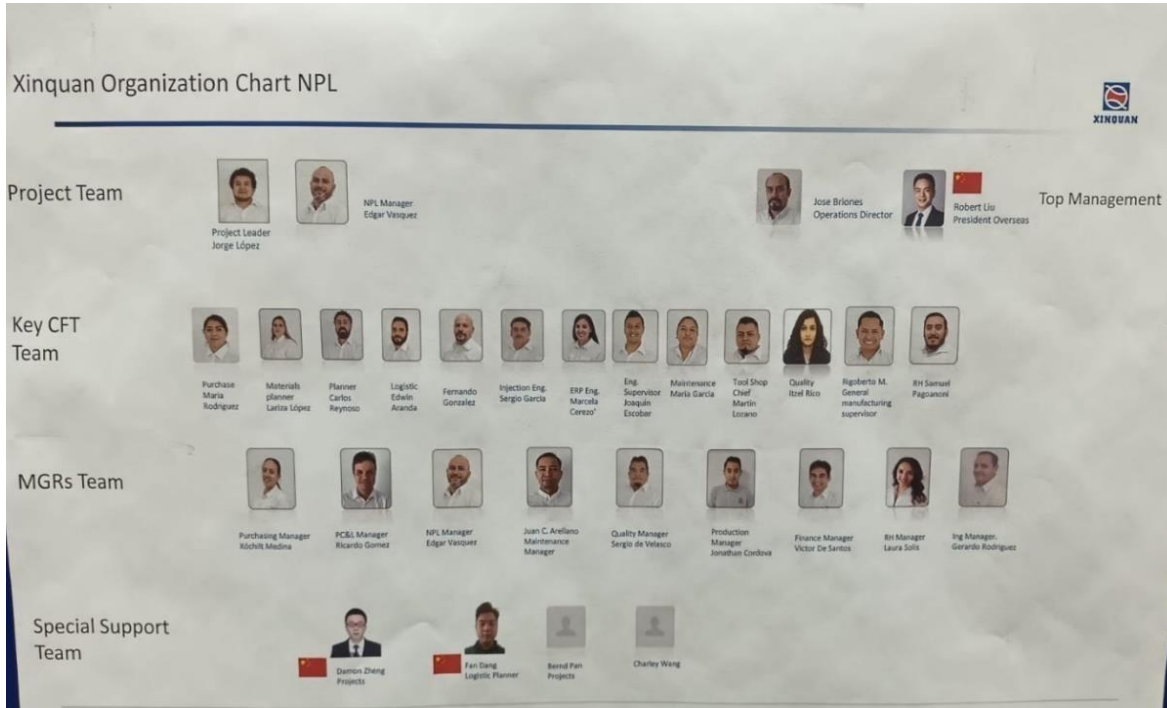 Xinquan Organization Chart NPL
XINQUAN
Project Team
Project Leader
Jorge López
NPL Manager
Edgar Vasquez
Jose Briones
Operations Director
Robert Liu
President Overseas
Top Management
Key CFT
Team
Purchase
Maria
Rodriguez
Materials
planner
Lariza López
Planner
Carlos
Reynoso
Logistic
Edwin
Aranda
Fernando
Gonzalez
Injection Eng.
Sergio Garcia
ERP Eng.
Marcela
Cerezo'
Eng.
Supervisor
Joaquin
Escobar
Maintenance
Maria Garcia
Tool Shop
Chief
Martin
Lozano
Quality
Itzel Rico
Rigoberto M.
General
manufacturing
supervisor
RH Samuel
Pagoanoni
MGRs Team
Purchasing Manager
Xóchilt Medina
PC&L Manager
Ricardo Gomez
NPL Manager
Edgar Vasquez
Juan C. Arellano
Maintenance
Manager
Quality Manager
Sergio de Velasco
Production
Manager
Jonathan Cordova
Finance Manager
Victor De Santos
RH Manager
Laura Solis
Ing Manager.
Gerardo Rodriguez
Special Support
Team
Damon Zheng
Projects
Fan Dang
Logistic Planner
Bernd Pan
Projects
Charley Wang